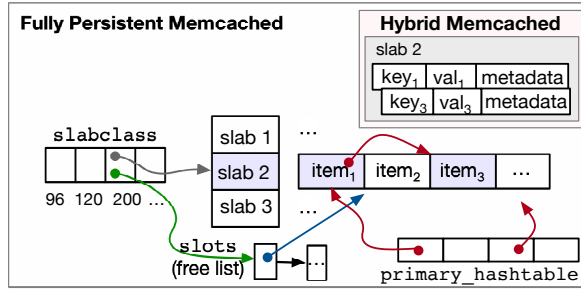 Fully Persistent Memcached
Hybrid Memcached
slab 2
key₁ val₁ metadata
key₃ val₃ metadata
slabclass
96 120 200 ...
slab 1 ...
slab 2
slab 3 ...
item₁ item₂ item₃ ...
slots
(free list)
...
primary_hashtable